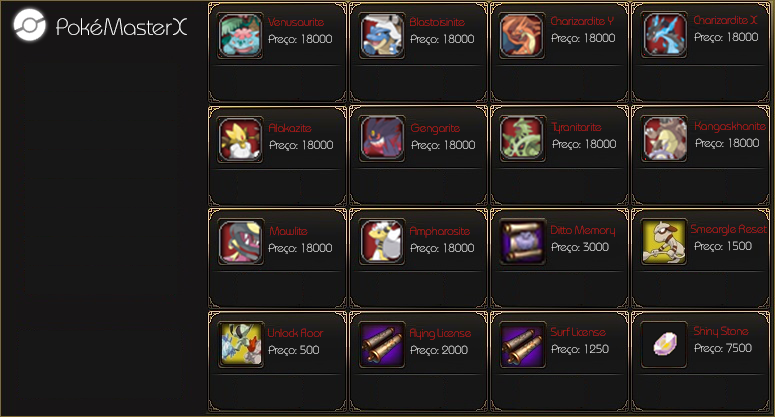 PokéMasterX
Venusaurite
Preço: 18000
Blastoisinite
Preço: 18000
Charizardite Y
Preço: 18000
Charizardite X
Preço: 18000
Alakazite
Preço: 18000
Gengarite
Preço: 18000
Tyranitarite
Preço: 18000
Kangaskhanite
Preço: 18000
Mawlite
Preço: 18000
Ampharosite
Preço: 18000
Ditto Memory
Preço: 3000
Smeargle Reset
Preço: 1500
Unlock Floor
Preço: 500
Flying License
Preço: 2000
Surf License
Preço: 1250
Shiny Stone
Preço: 7500